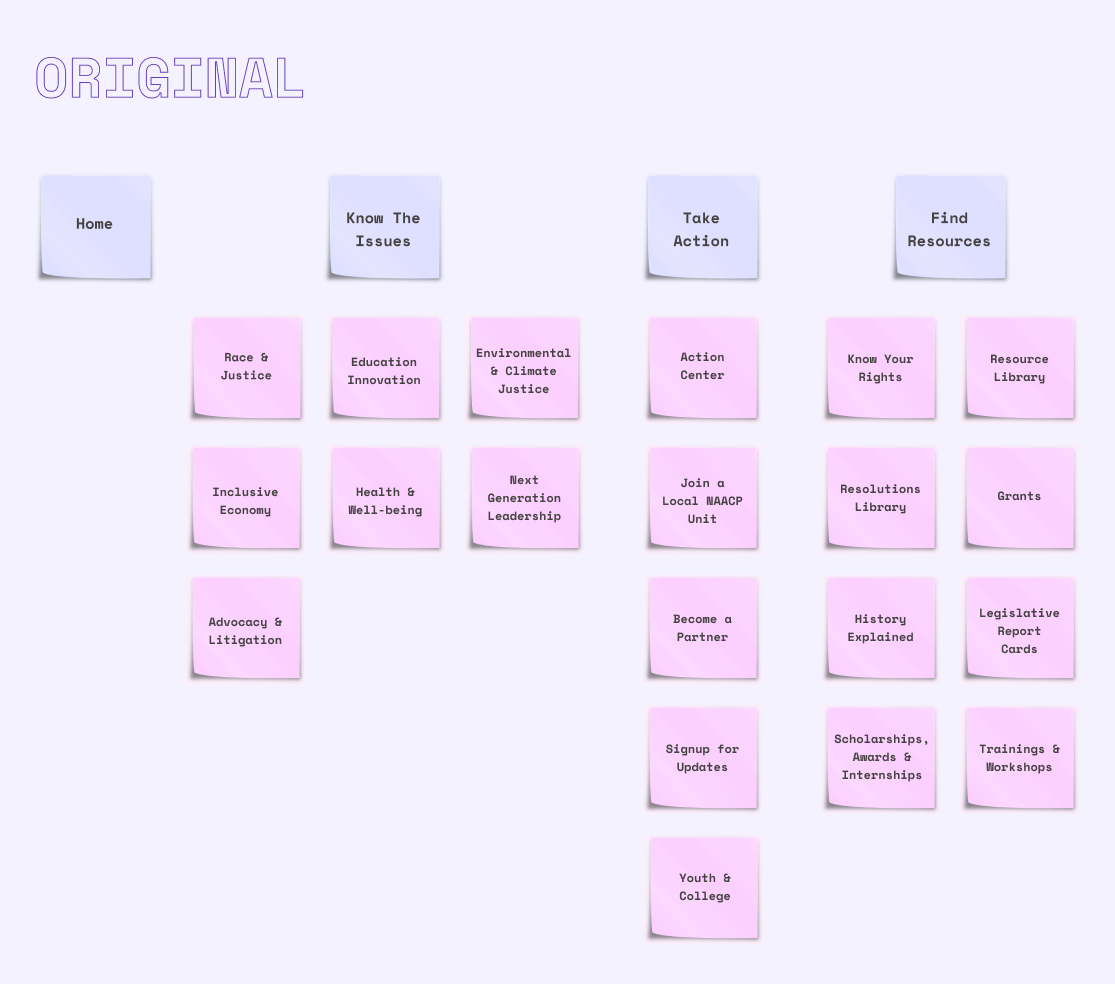 ORIGINAL
Home
Know The
Issues
Take
Action
Find
Resources
Race &
Justice
Education
Innovation
Environmental
& Climate
Justice
Action
Center
Know Your
Rights
Resource
Library
Inclusive
Economy
Health &
Well-being
Next
Generation
Leadership
Join a
Local NAACP
Unit
Resolutions
Library
Grants
Advocacy &
Litigation
Become a
Partner
History
Explained
Legislative
Report
Cards
Signup for
Updates
Scholarships,
Awards &
Internships
Trainings &
Workshops
Youth &
College